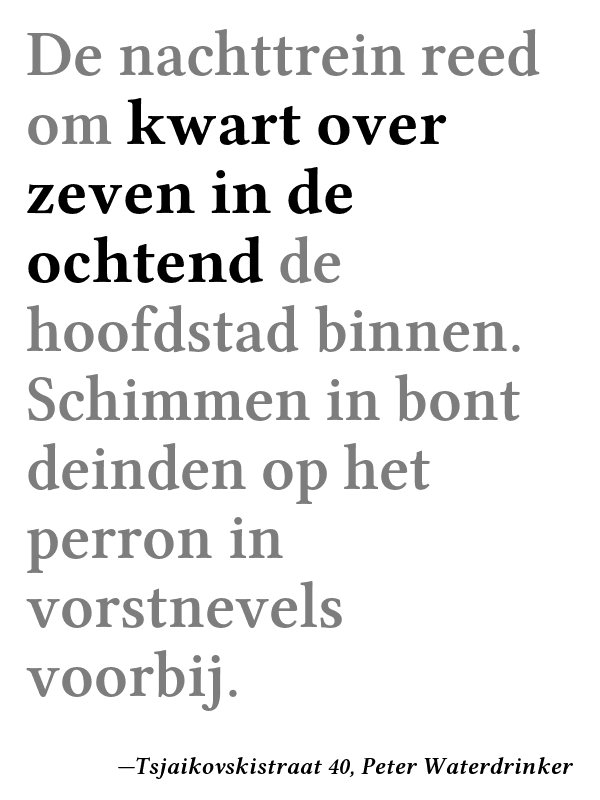 De nachttrein reed
om kwart over
zeven in de
ochtend de
hoofdstad binnen.
Schimmen in bont
deinden op het
perron in
vorstnevels
voorbij.
—Tsjaikovskistraat 40, Peter Waterdrinker